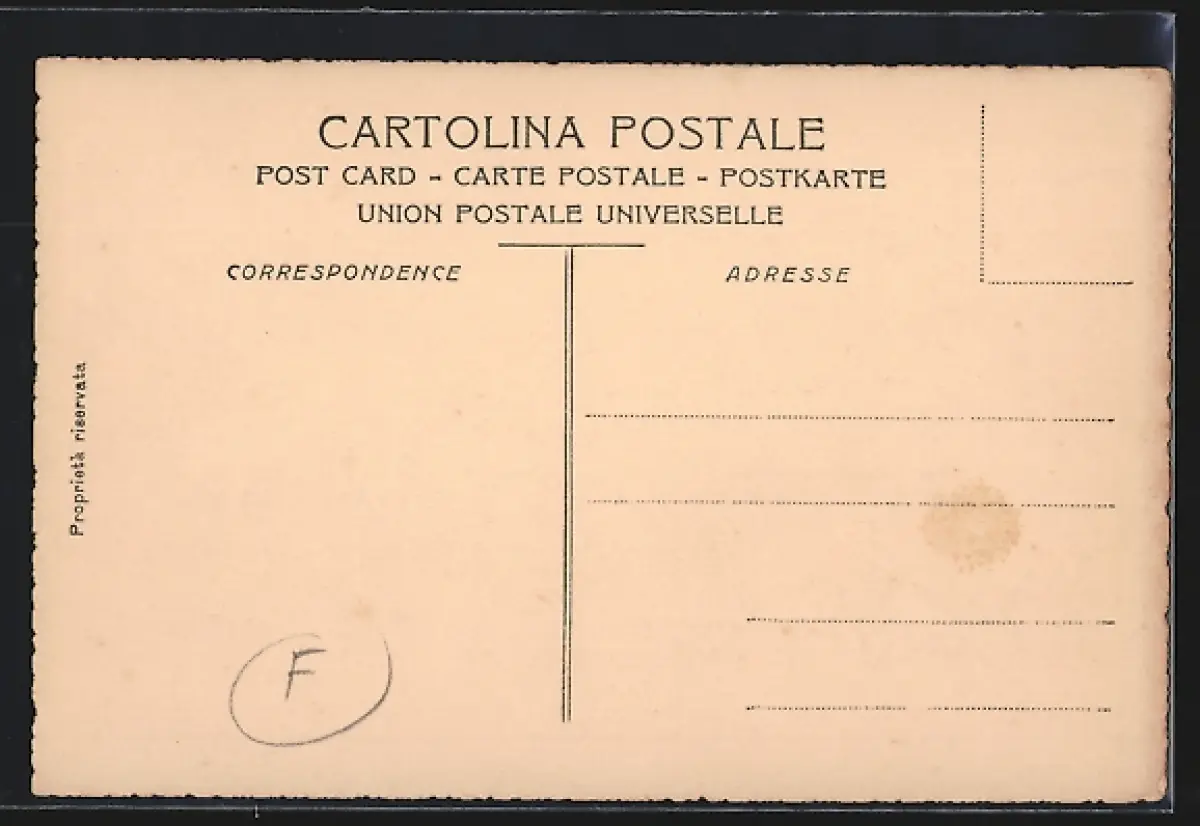 CARTOLINA POSTALE
POST CARD - CARTE POSTALE - POSTKARTE
UNION POSTALE UNIVERSELLE
CORRESPONDENCE
ADRESSE
Proprietà riservata
F